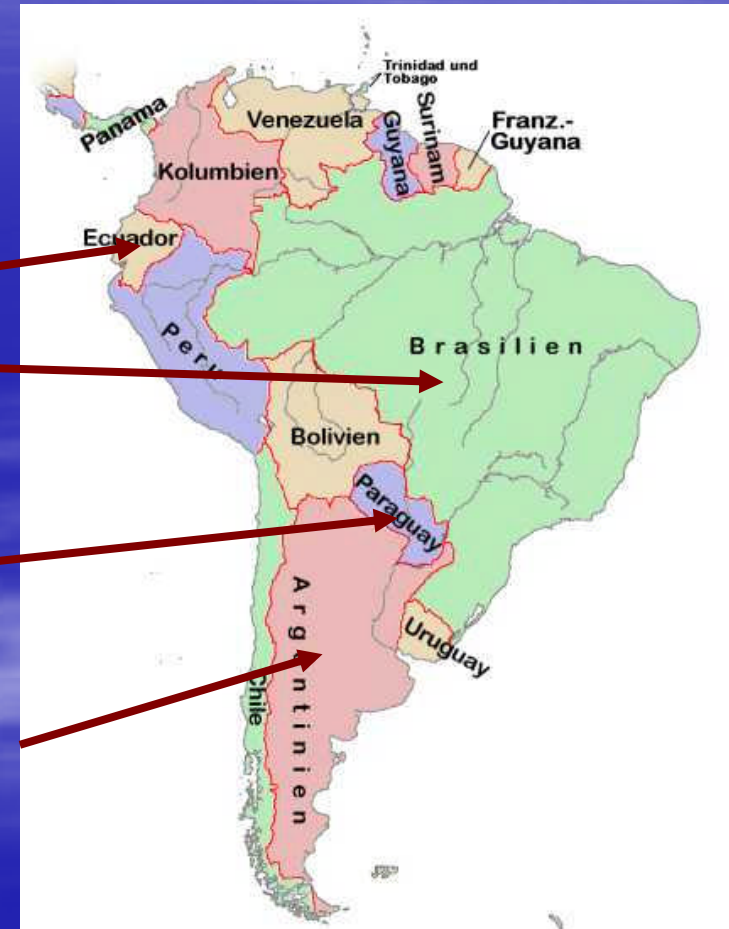 Trinidad und
Tobago
Panama
Venezuela
Guyana
Surinam
Franz.-
Guyana
Kolumbien
Ecuador
Peru
Brasilien
Bolivien
Paraguay
Uruguay
Argentinien
Chile